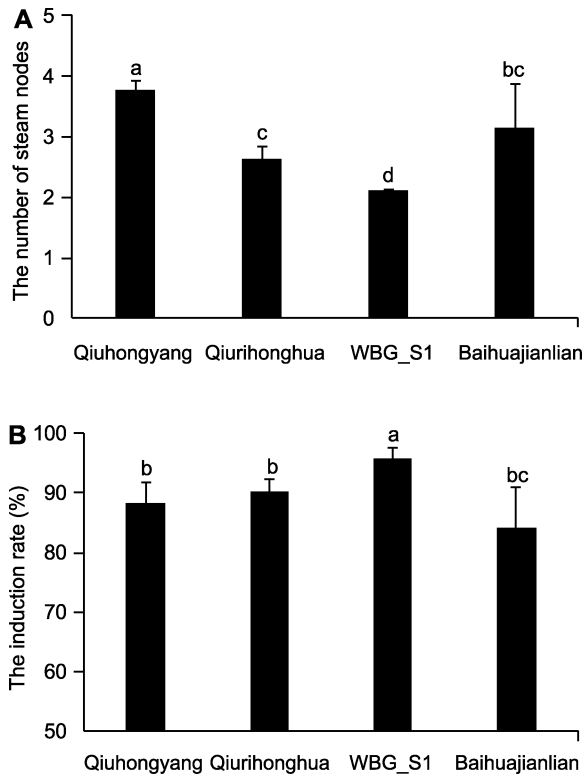 A
The number of steam nodes
5
4
3
2
1
0
a
c
d
bc
Qiuhongyang Qiurihonghua WBG_S1 Baihuajianlian
B
The induction rate (%)
100
90
80
70
60
50
b
b
a
bc
Qiuhongyang Qiurihonghua WBG_S1 Baihuajianlian